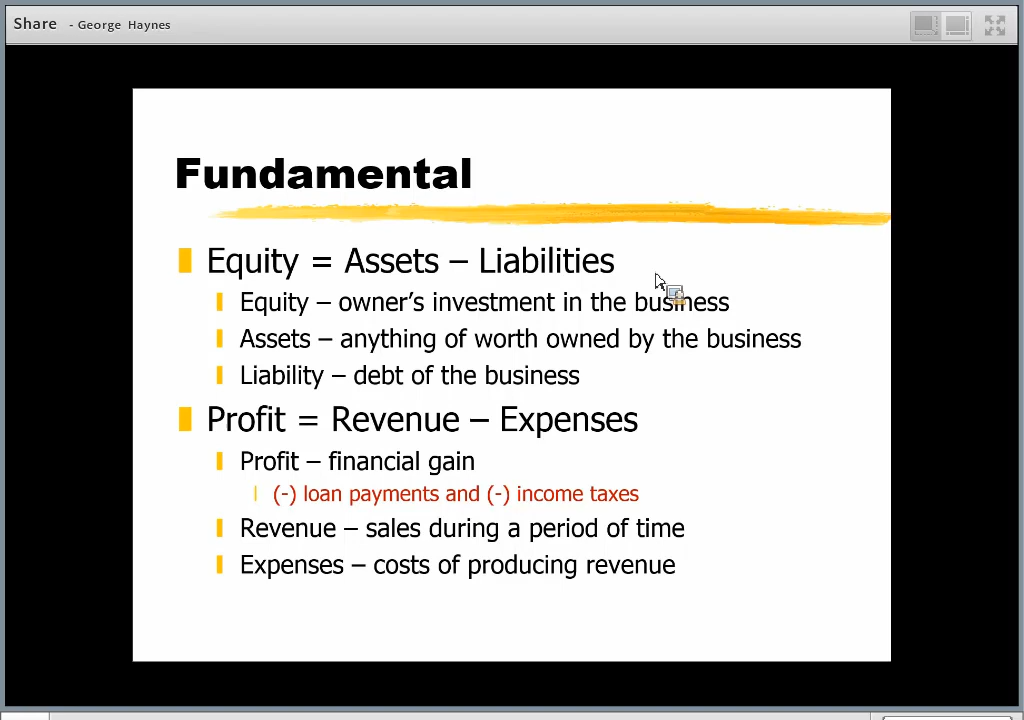 Share - George Haynes
Fundamental
Equity = Assets – Liabilities
Equity – owner's investment in the business
Assets – anything of worth owned by the business
Liability – debt of the business
Profit = Revenue – Expenses
Profit – financial gain
(-) loan payments and (-) income taxes
Revenue – sales during a period of time
Expenses – costs of producing revenue